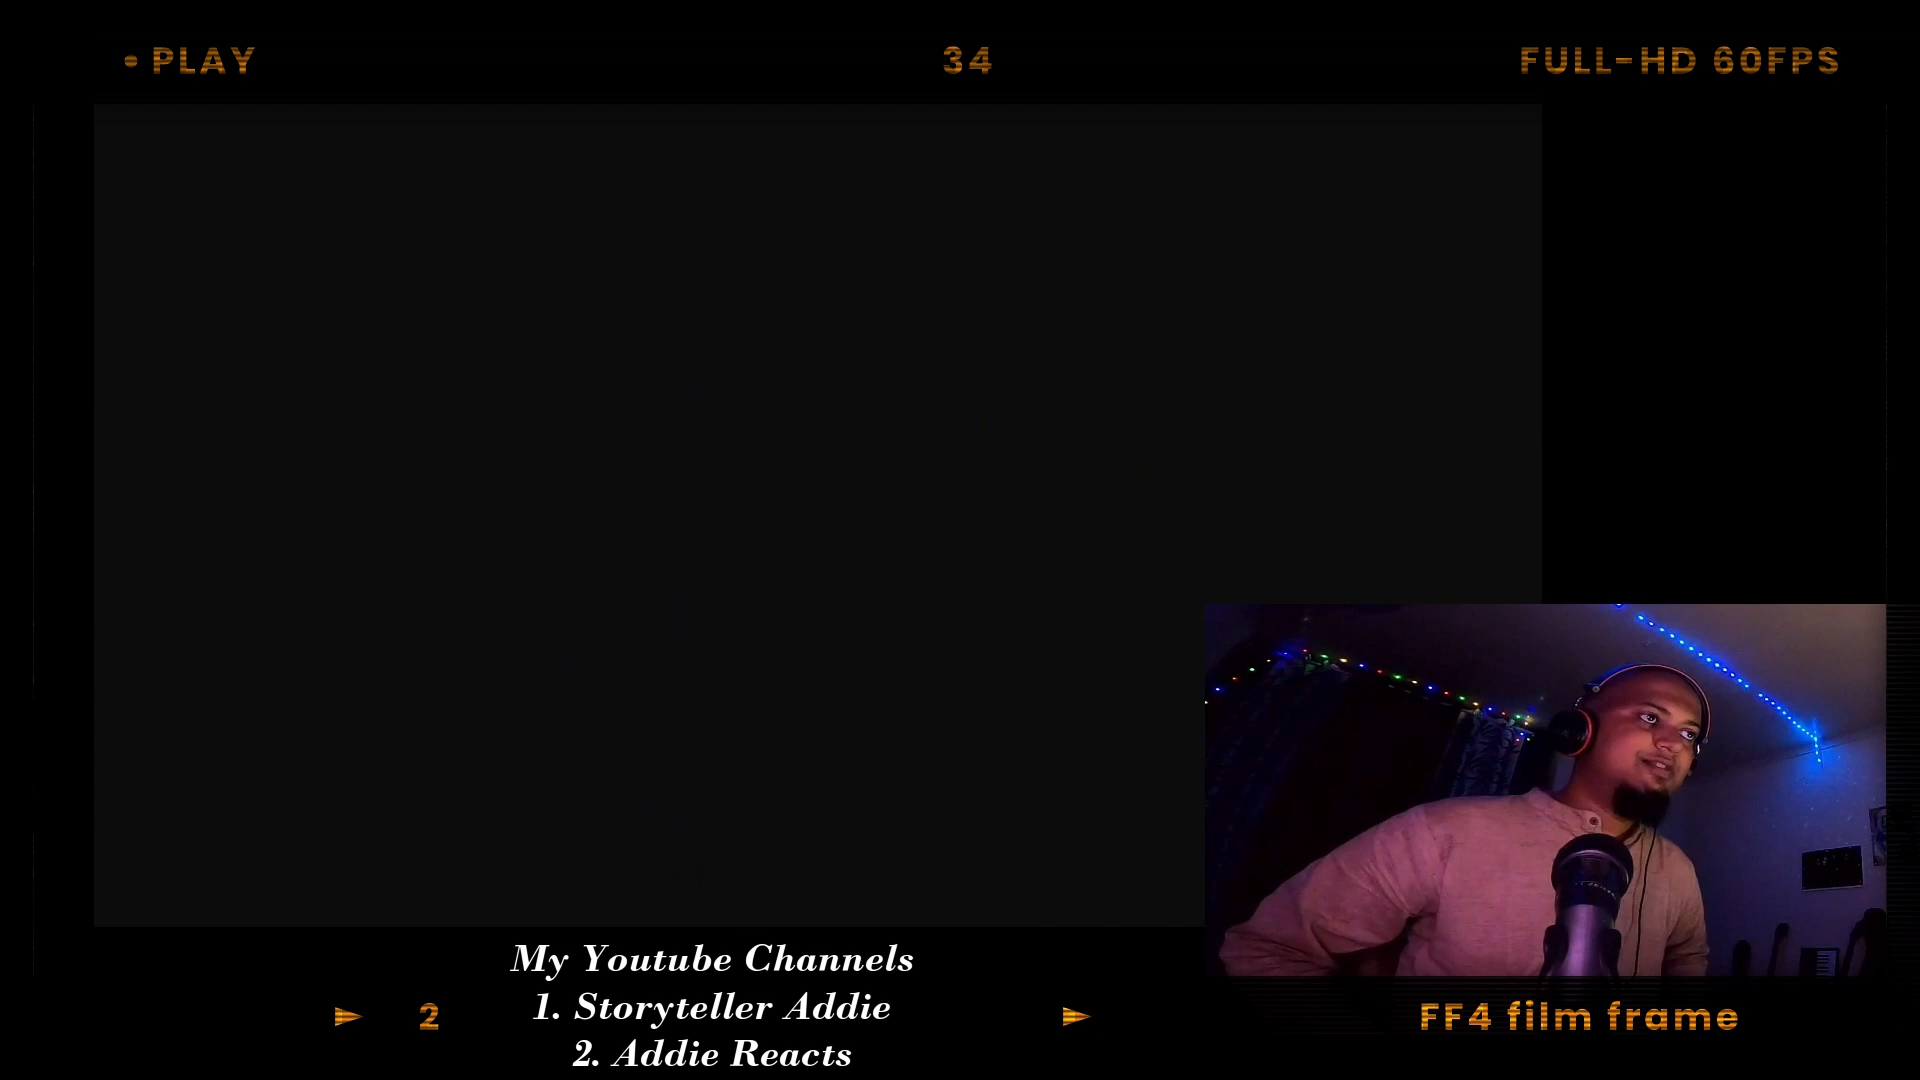 • PLAY
34
FULL-HD 60FPS
My Youtube Channels
1. Storyteller Addie
2. Addie Reacts
2
FF4 film frame